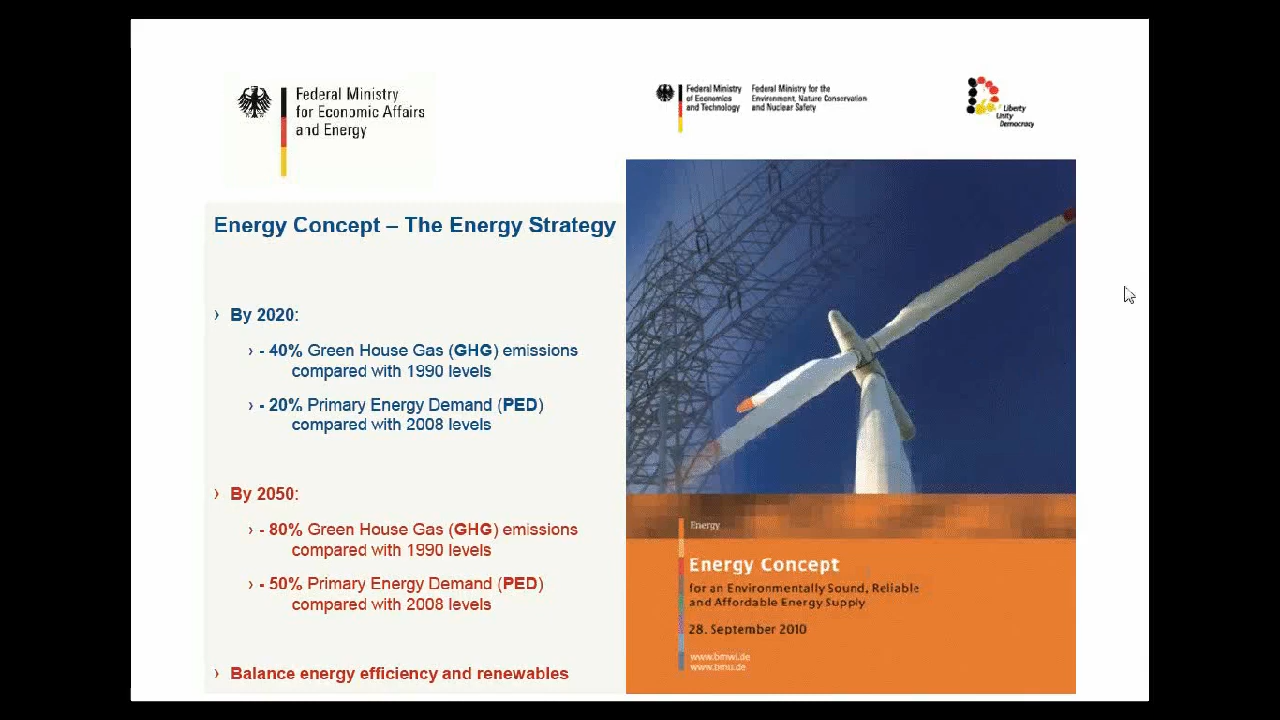 Federal Ministry
for Economic Affairs
and Energy
Federal Ministry
of Economics
and Technology
Federal Ministry for the
Environment, Nature Conservation
and Nuclear Safety
Liberty
Unity
Democracy
Energy Concept – The Energy Strategy
› By 2020:
› - 40% Green House Gas (GHG) emissions
compared with 1990 levels
› - 20% Primary Energy Demand (PED)
compared with 2008 levels
› By 2050:
› - 80% Green House Gas (GHG) emissions
compared with 1990 levels
› - 50% Primary Energy Demand (PED)
compared with 2008 levels
› Balance energy efficiency and renewables
Energy
Energy Concept
for an Environmentally Sound, Reliable
and Affordable Energy Supply
28. September 2010
www.bmwi.de
www.bmu.de